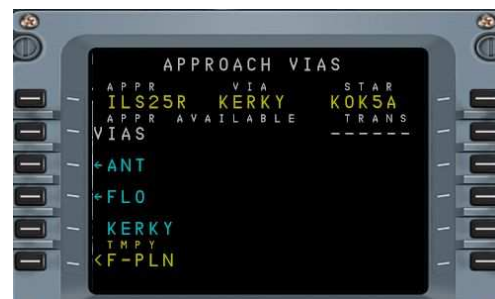 APPROACH VIAS
APPR VIA STAR
ILS25R KERKY KOK5A
APPR AVAILABLE TRANS
VIAS ------
←ANT
←FLO
KERKY
TMPY
<F-PLN